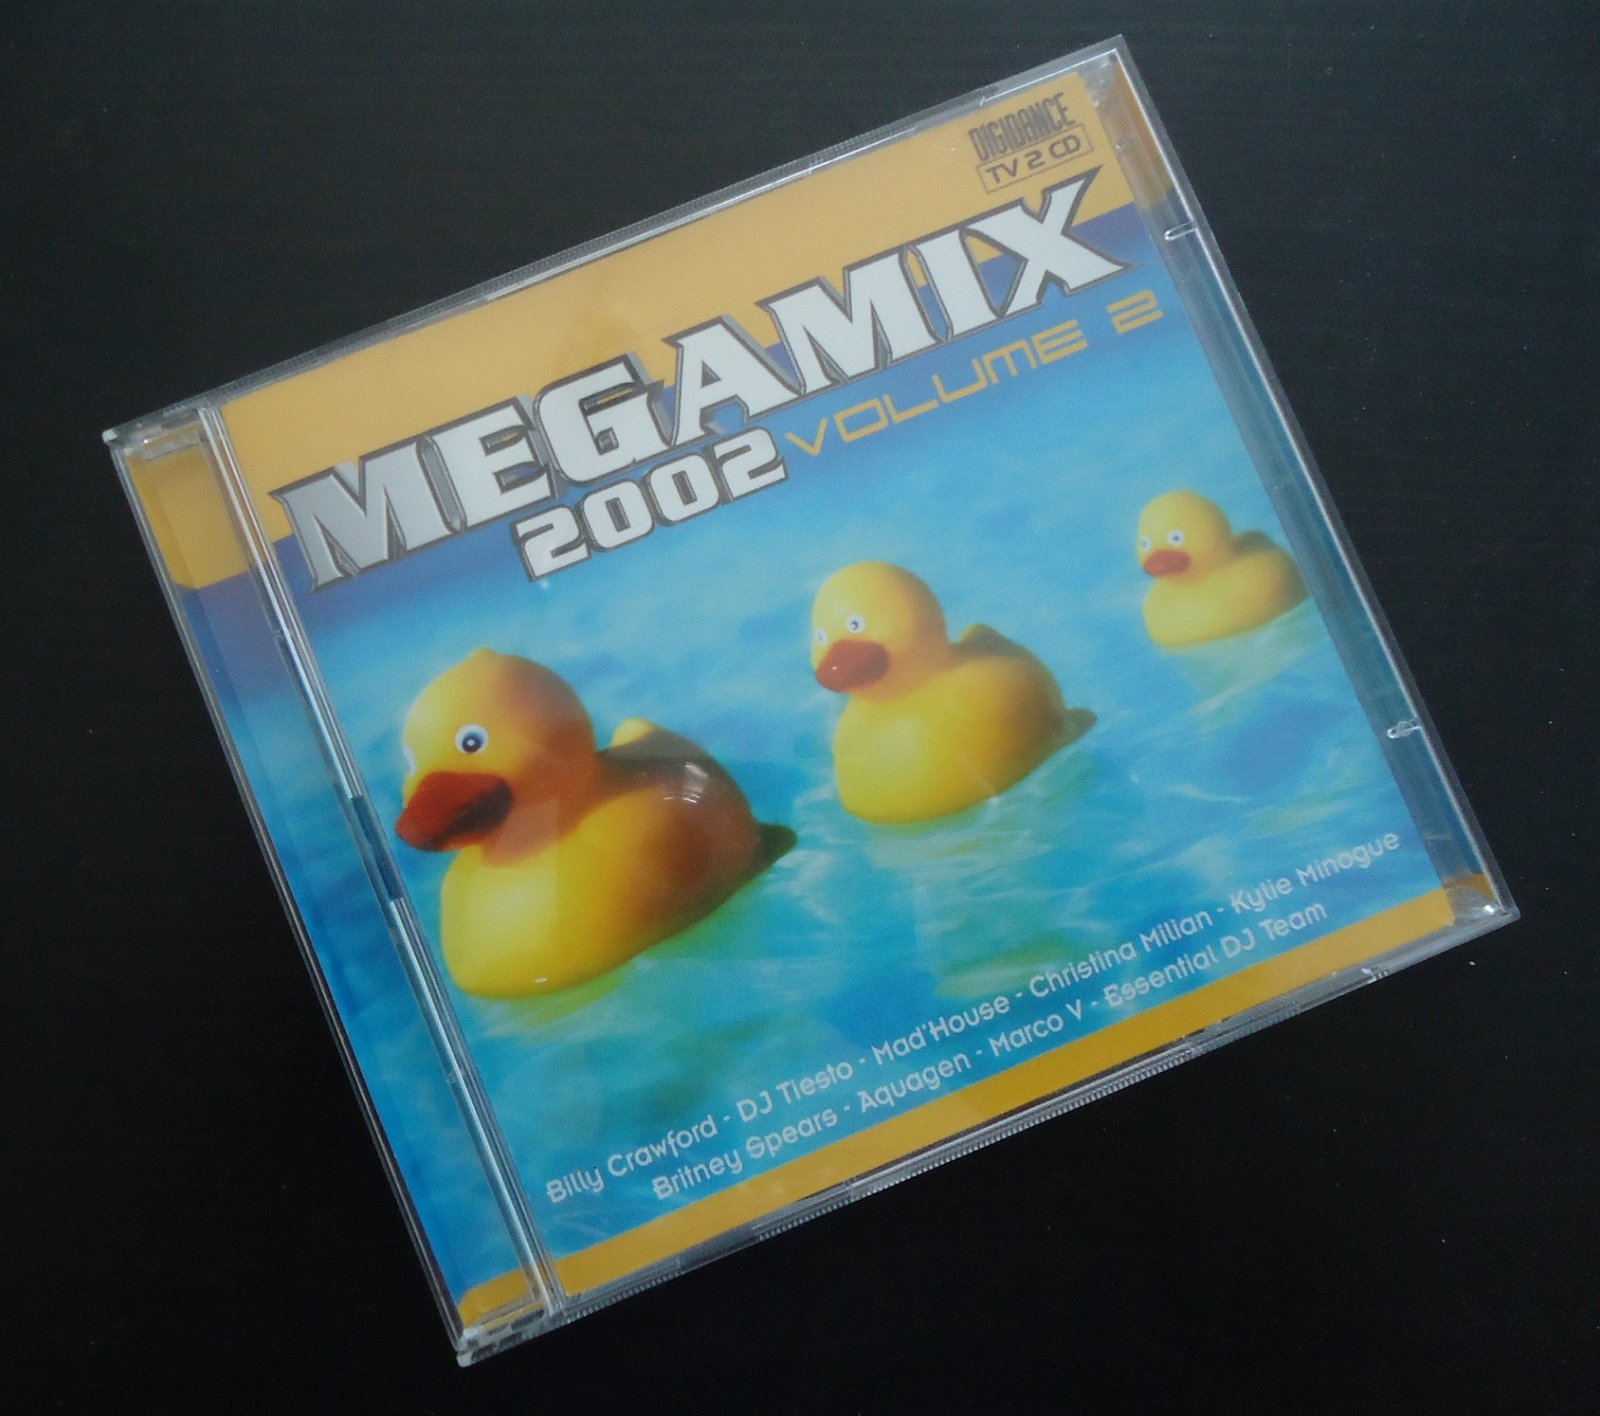 DIGIDANCE
TV 2 CD
MEGAMIX
2002 VOLUME 2
Billy Crawford - DJ Tiesto - Mad'House - Christina Milian - Kylie Minogue
Britney Spears - Aquagen - Marco V - Essential DJ Team